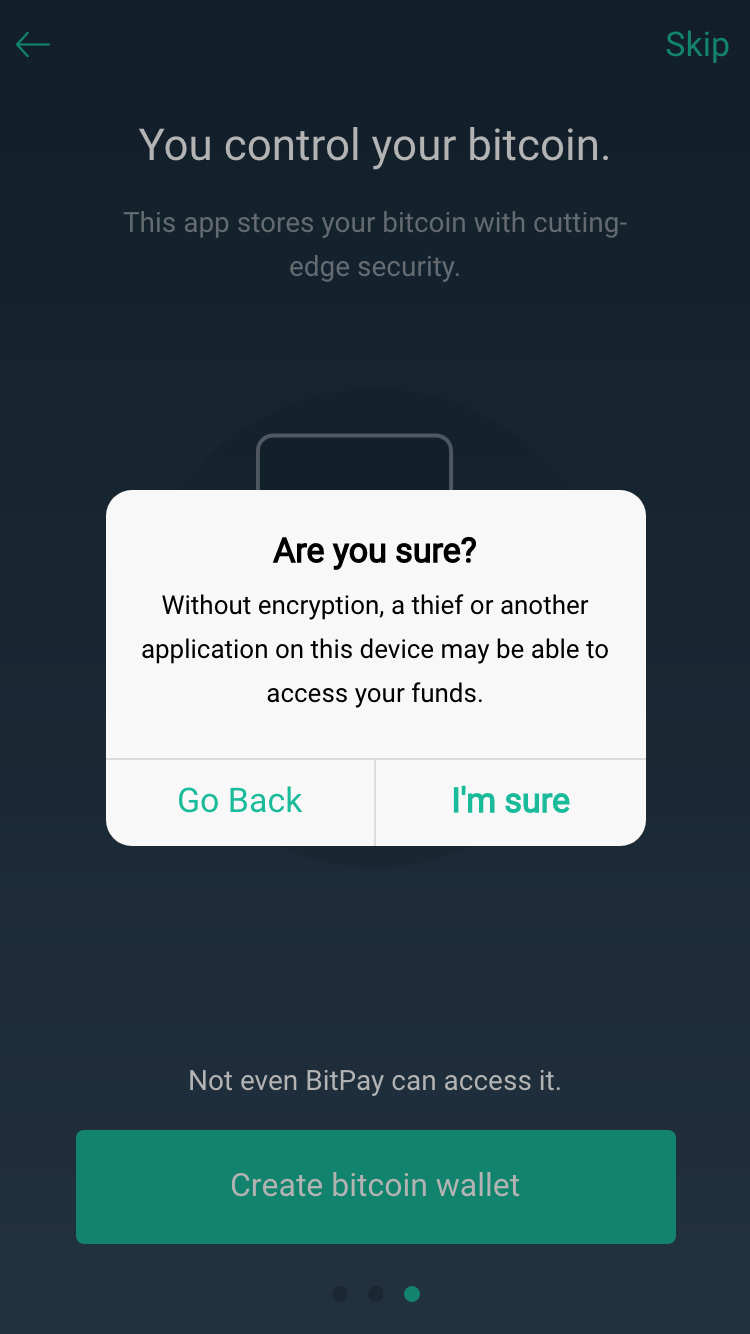 Skip
You control your bitcoin.
This app stores your bitcoin with cutting-
edge security.
Are you sure?
Without encryption, a thief or another
application on this device may be able to
access your funds.
Go Back
I'm sure
Not even BitPay can access it.
Create bitcoin wallet